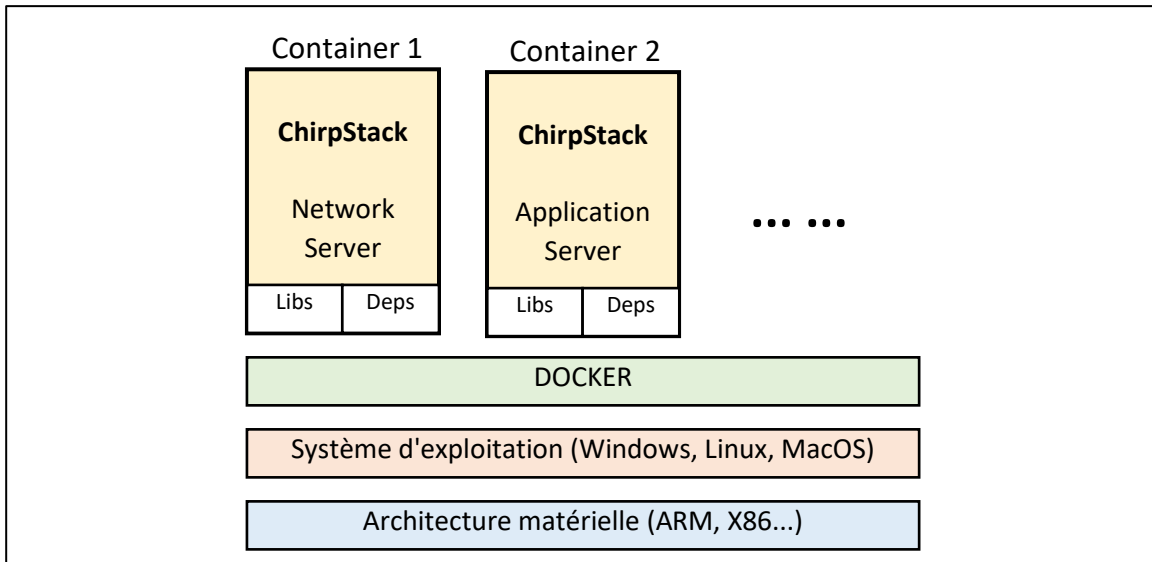 Container 1
Container 2
ChirpStack
Network
Server
Libs
Deps
ChirpStack
Application
Server
Libs
Deps
... ...
DOCKER
Système d'exploitation (Windows, Linux, MacOS)
Architecture matérielle (ARM, X86...)